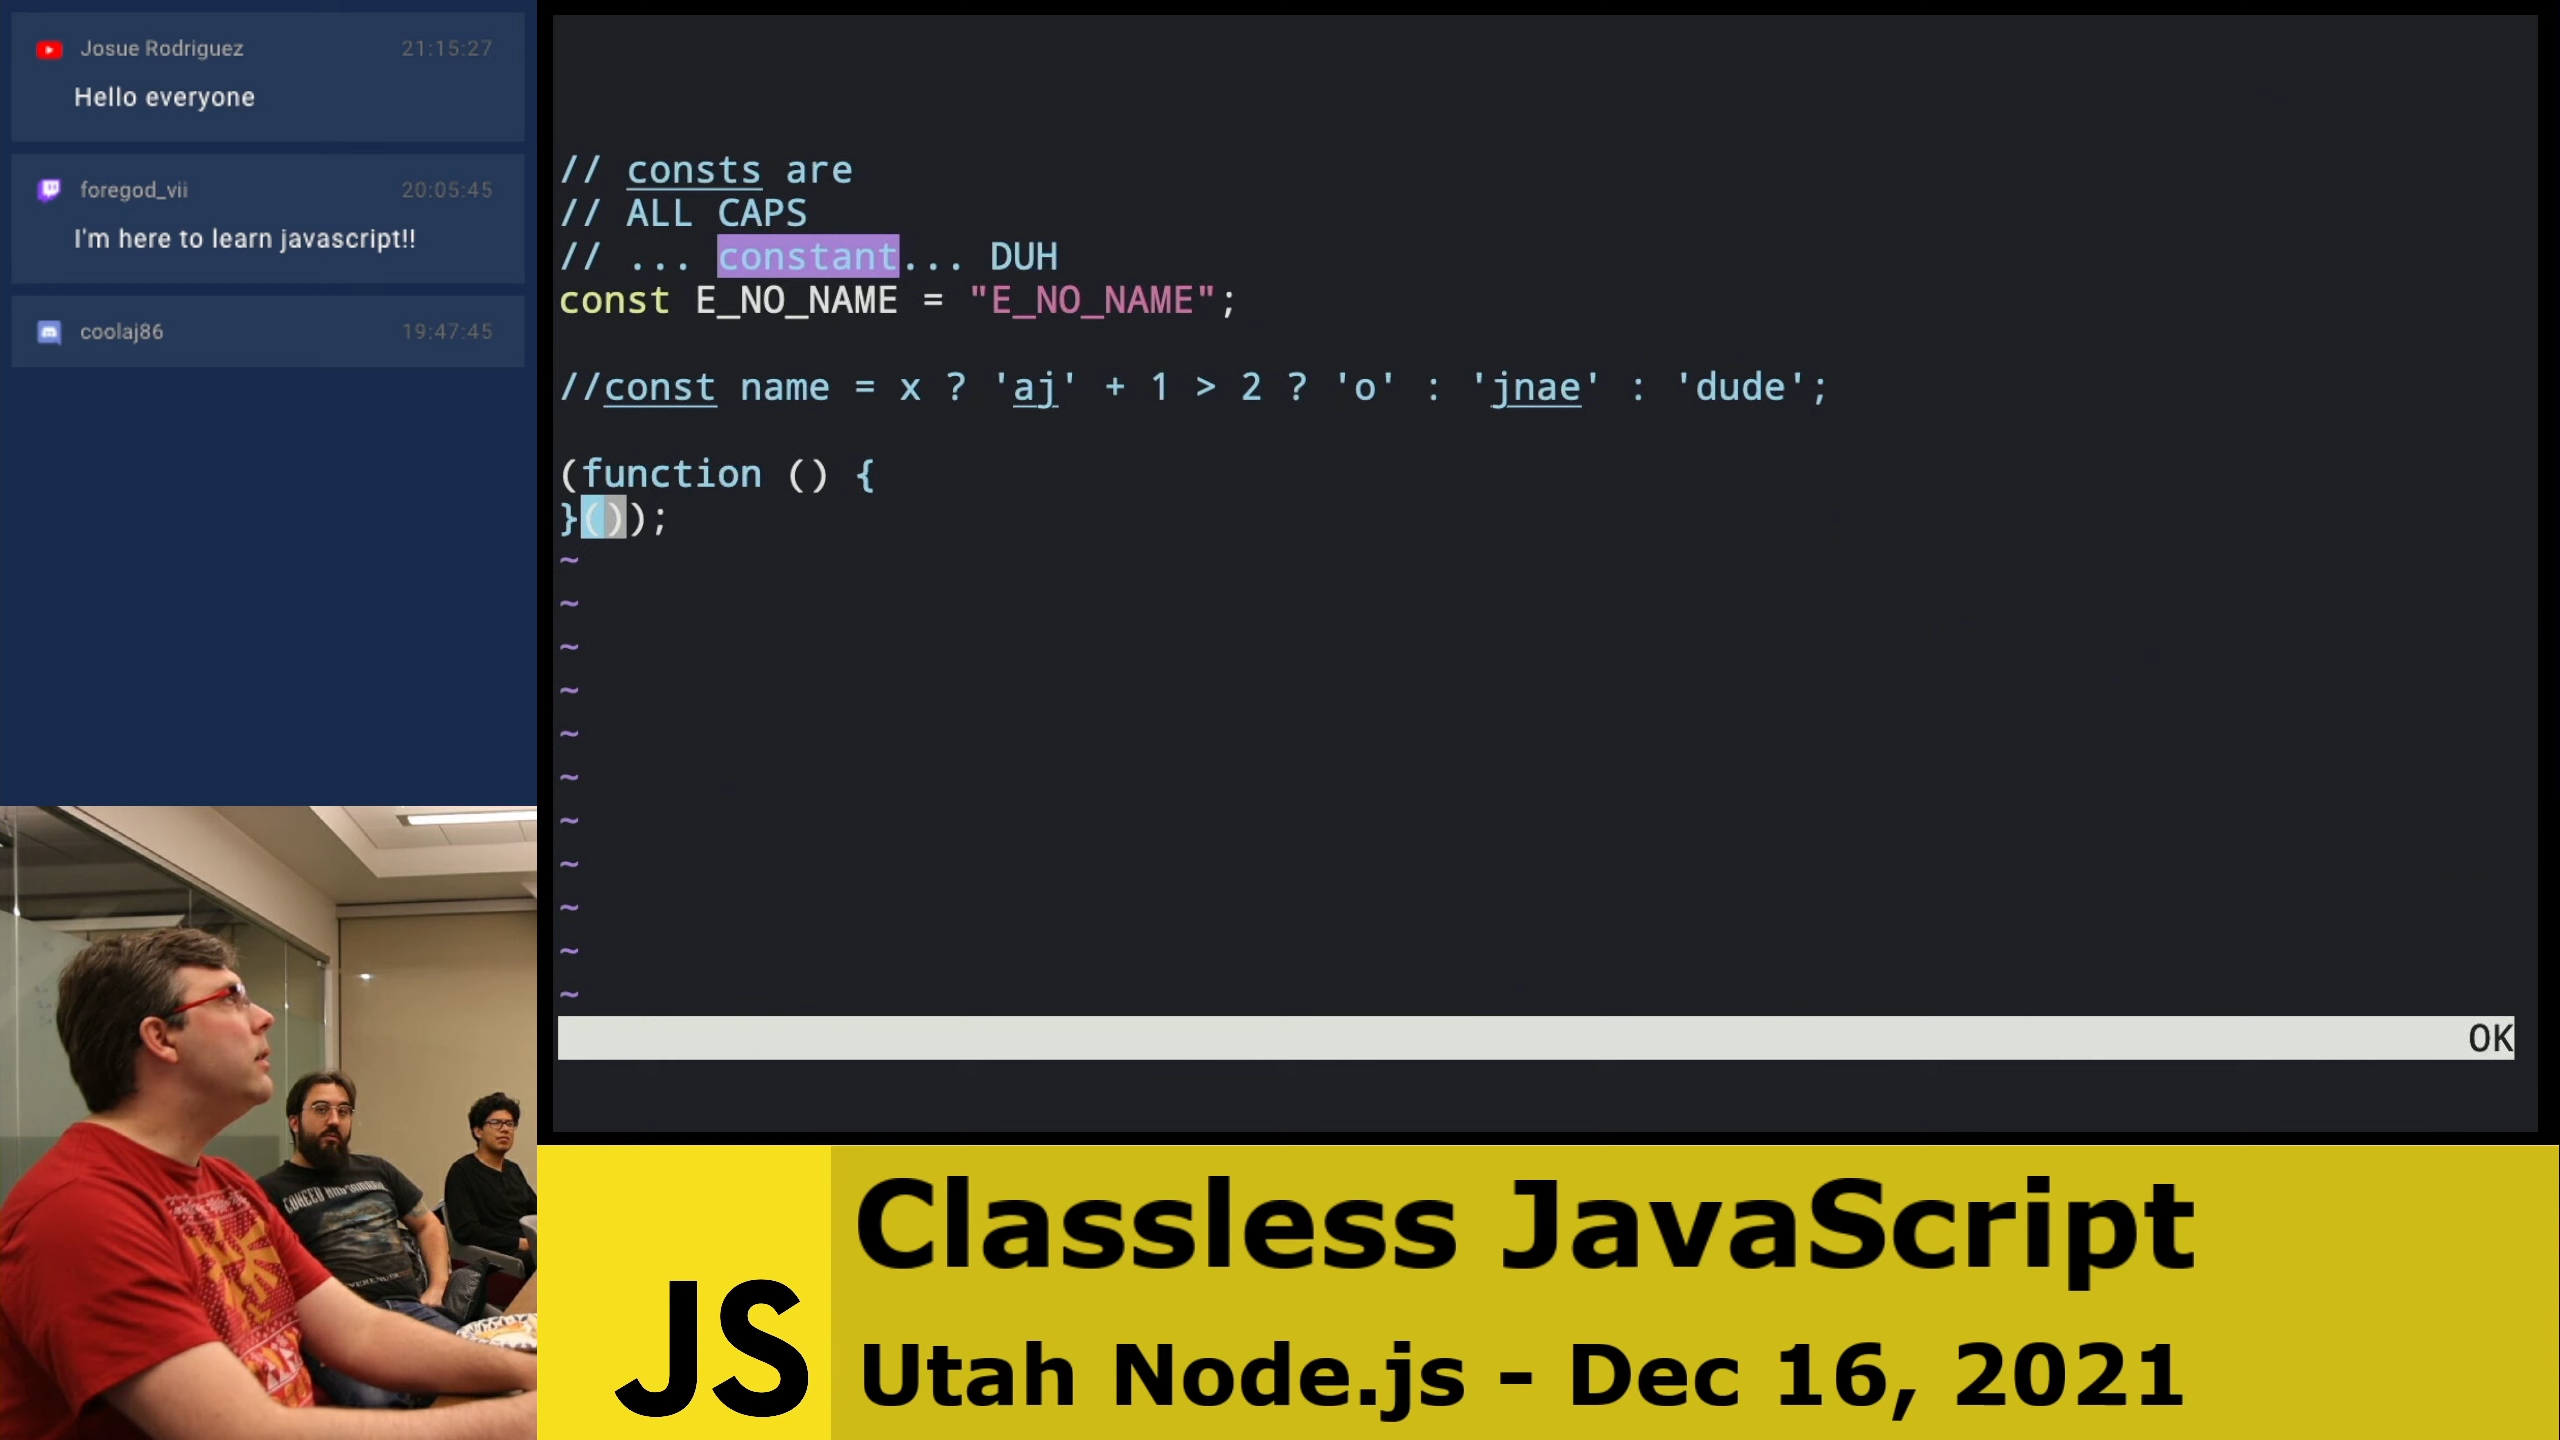 Josue Rodriguez 21:15:27
Hello everyone
foregod_vii 20:05:45
I'm here to learn javascript!!
coolaj86 19:47:45
// consts are
// ALL CAPS
// ... constant... DUH
const E_NO_NAME = "E_NO_NAME";
//const name = x ? 'aj' + 1 > 2 ? 'o' : 'jnae' : 'dude';
(function () {
}());
~
~
~
~
~
~
~
~
~
~
~
OK
COHEED AND
JS
Classless JavaScript
Utah Node.js - Dec 16, 2021